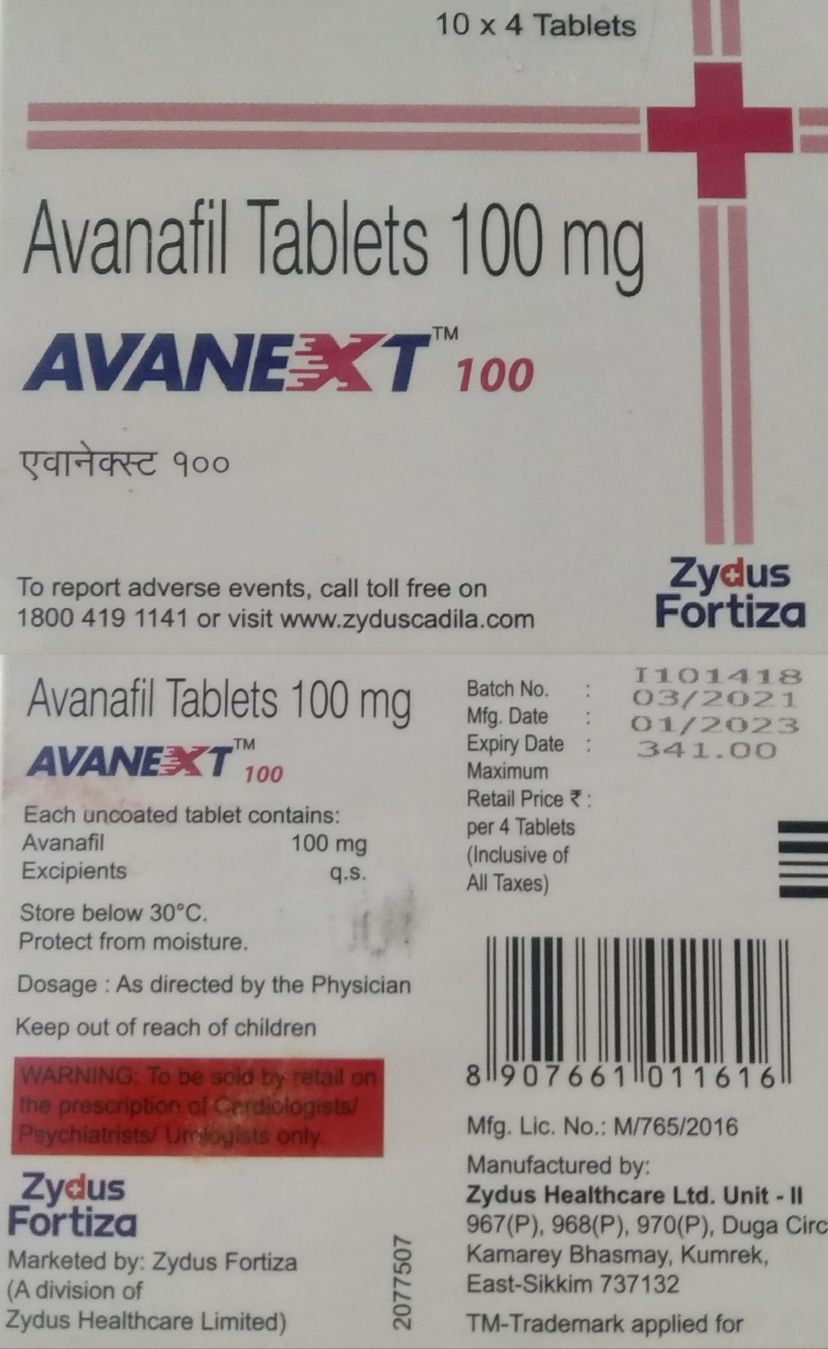 10 x 4 Tablets
Avanafil Tablets 100 mg
AVANEXT™ 100
एवानेक्स्ट १००
To report adverse events, call toll free on
1800 419 1141 or visit www.zyduscadila.com
Zydus
Fortiza
Avanafil Tablets 100 mg
AVANEXT™ 100
Each uncoated tablet contains:
Avanafil 100 mg
Excipients q.s.
Store below 30°C.
Protect from moisture.
Dosage : As directed by the Physician
Keep out of reach of children
WARNING: To be sold by retail on
the prescription of Cardiologists/
Psychiatrists/ Urologists only.
Zydus
Fortiza
Marketed by: Zydus Fortiza
(A division of
Zydus Healthcare Limited)
2077507
Batch No. : I101418
Mfg. Date : 03/2021
Expiry Date : 01/2023
Maximum 341.00
Retail Price ₹ :
per 4 Tablets
(Inclusive of
All Taxes)
8 907661 011616
Mfg. Lic. No.: M/765/2016
Manufactured by:
Zydus Healthcare Ltd. Unit - II
967(P), 968(P), 970(P), Duga Circ
Kamarey Bhasmay, Kumrek,
East-Sikkim 737132
TM-Trademark applied for